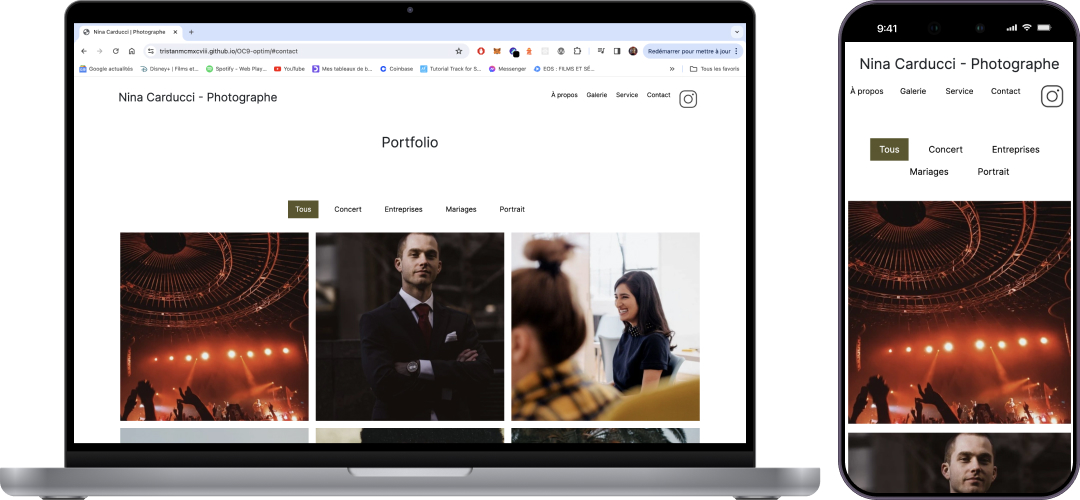 Nina Carducci | Photographe
tristanmcmxcviii.github.io/OC9-optim/#contact
Redémarrer pour mettre à jour
Google actualités
Disney+ | Films et...
Spotify - Web Play...
YouTube
Mes tableaux de b...
Coinbase
Tutorial Track for S...
Messenger
EOS : FILMS ET SÉ...
Tous les favoris
Nina Carducci - Photographe
À propos
Galerie
Service
Contact
Portfolio
Tous
Concert
Entreprises
Mariages
Portrait
9:41
Nina Carducci - Photographe
À propos
Galerie
Service
Contact
Tous
Concert
Entreprises
Mariages
Portrait